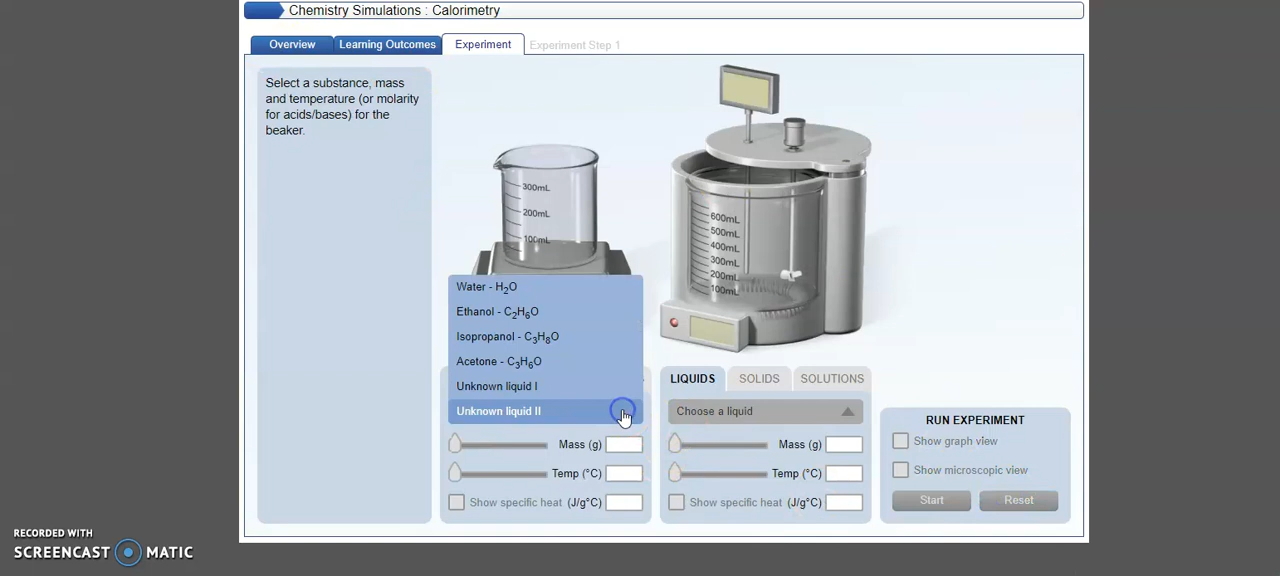 Chemistry Simulations : Calorimetry
Overview
Learning Outcomes
Experiment
Experiment Step 1
Select a substance, mass
and temperature (or molarity
for acids/bases) for the
beaker.
300mL
200mL
100mL
600mL
500mL
400mL
300mL
200mL
100mL
Water - H₂O
Ethanol - C₂H₆O
Isopropanol - C₃H₈O
Acetone - C₃H₆O
Unknown liquid I
Unknown liquid II
Mass (g)
Temp (°C)
Show specific heat (J/g°C)
LIQUIDS
SOLIDS
SOLUTIONS
Choose a liquid
Mass (g)
Temp (°C)
Show specific heat (J/g°C)
RUN EXPERIMENT
Show graph view
Show microscopic view
Start
Reset
RECORDED WITH
SCREENCAST MATIC